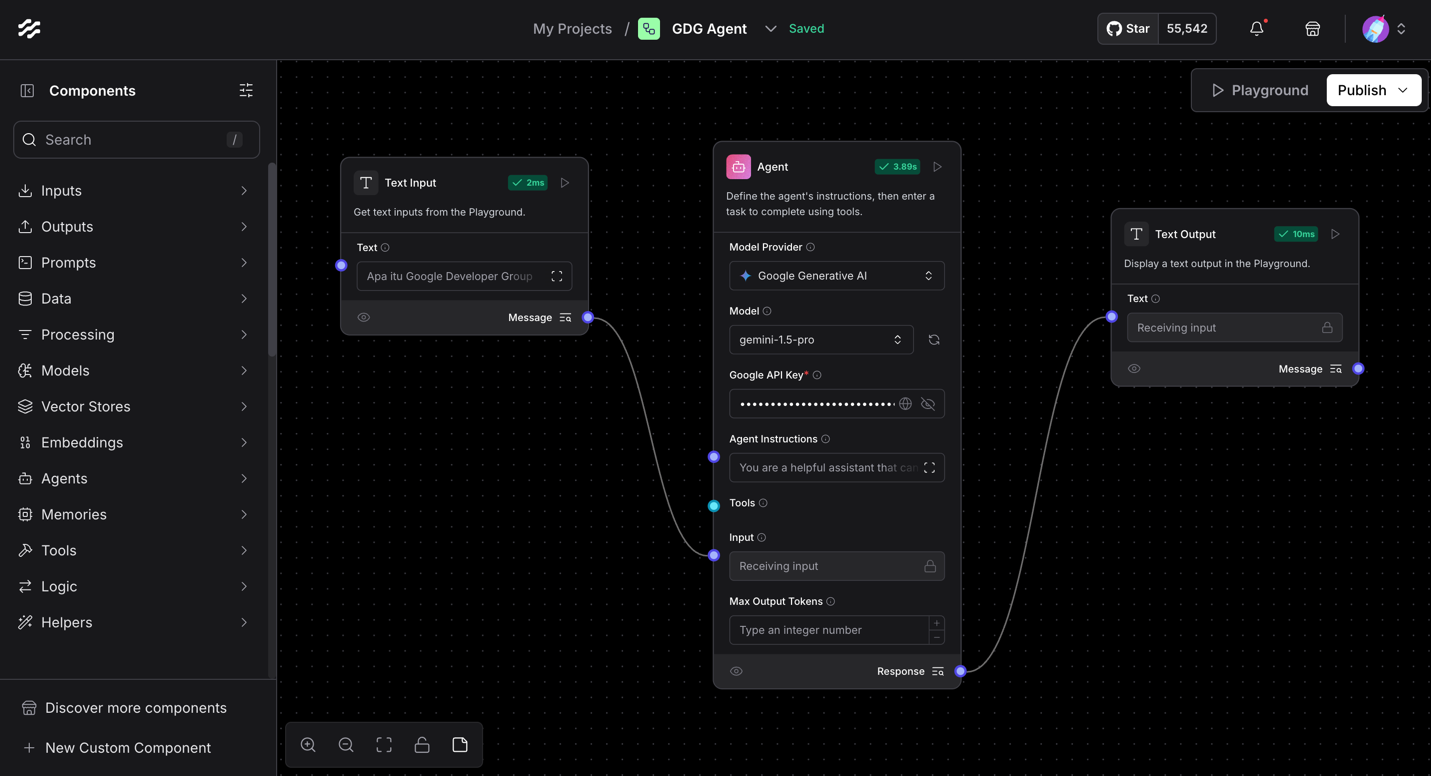 My Projects / GDG Agent Saved
Star 55,542
Components
Search /
Inputs
Outputs
Prompts
Data
Processing
Models
Vector Stores
Embeddings
Agents
Memories
Tools
Logic
Helpers
Discover more components
New Custom Component
Playground
Publish
Text Input 2ms
Get text inputs from the Playground.
Text
Apa itu Google Developer Group
Message
Agent 3.89s
Define the agent's instructions, then enter a
task to complete using tools.
Model Provider
Google Generative AI
Model
gemini-1.5-pro
Google API Key*
••••••••••••••••••••••••••
Agent Instructions
You are a helpful assistant that can
Tools
Input
Receiving input
Max Output Tokens
Type an integer number
Response
Text Output 10ms
Display a text output in the Playground.
Text
Receiving input
Message